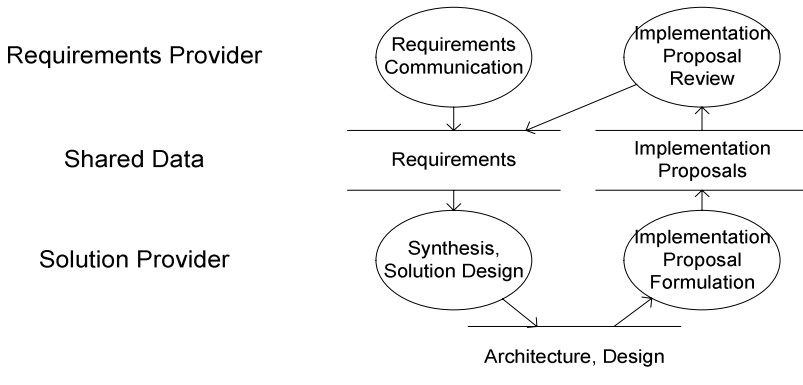 Requirements Provider
Requirements
Communication
Implementation
Proposal
Review
Shared Data
Requirements
Implementation
Proposals
Solution Provider
Synthesis,
Solution Design
Implementation
Proposal
Formulation
Architecture, Design